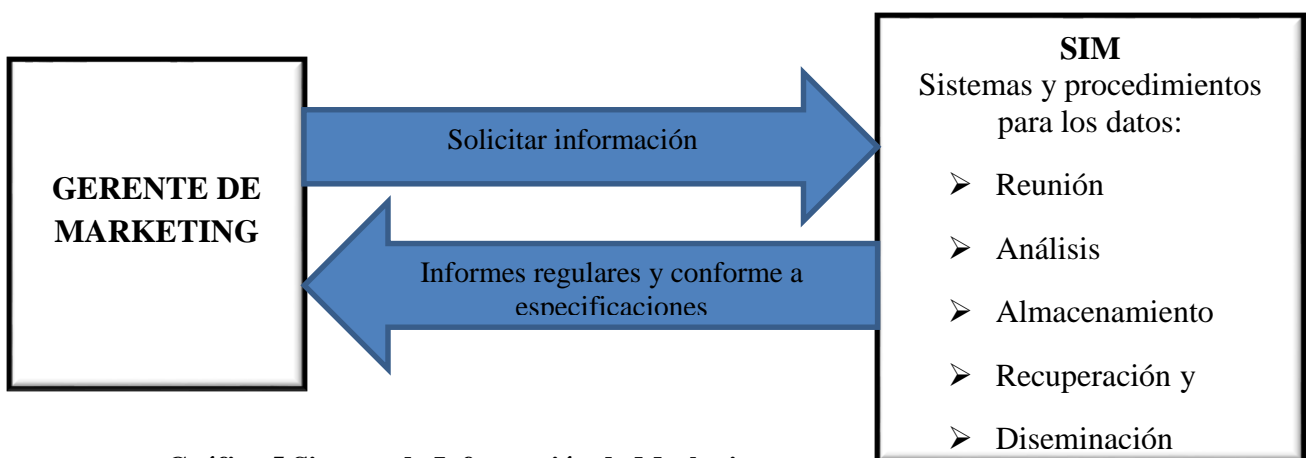 GERENTE DE
MARKETING
Solicitar información
Informes regulares y conforme a
especificaciones
SIM
Sistemas y procedimientos
para los datos:
➢ Reunión
➢ Análisis
➢ Almacenamiento
➢ Recuperación y
➢ Diseminación